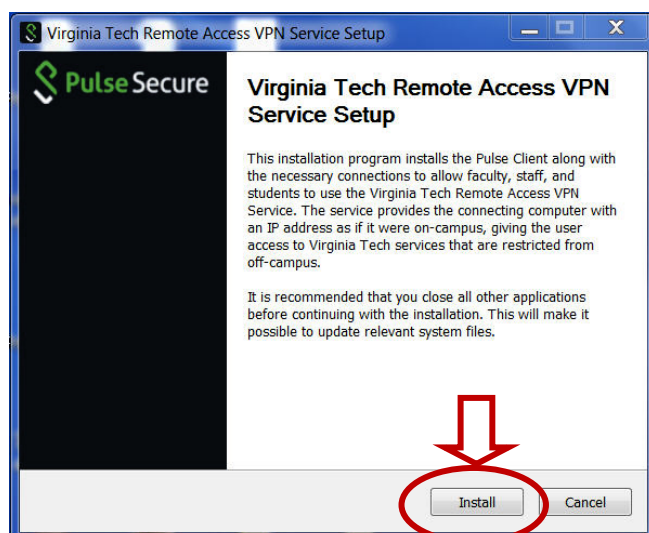 Virginia Tech Remote Access VPN Service Setup
Pulse Secure
Virginia Tech Remote Access VPN
Service Setup
This installation program installs the Pulse Client along with
the necessary connections to allow faculty, staff, and
students to use the Virginia Tech Remote Access VPN
Service. The service provides the connecting computer with
an IP address as if it were on-campus, giving the user
access to Virginia Tech services that are restricted from
off-campus.
It is recommended that you close all other applications
before continuing with the installation. This will make it
possible to update relevant system files.
Install
Cancel